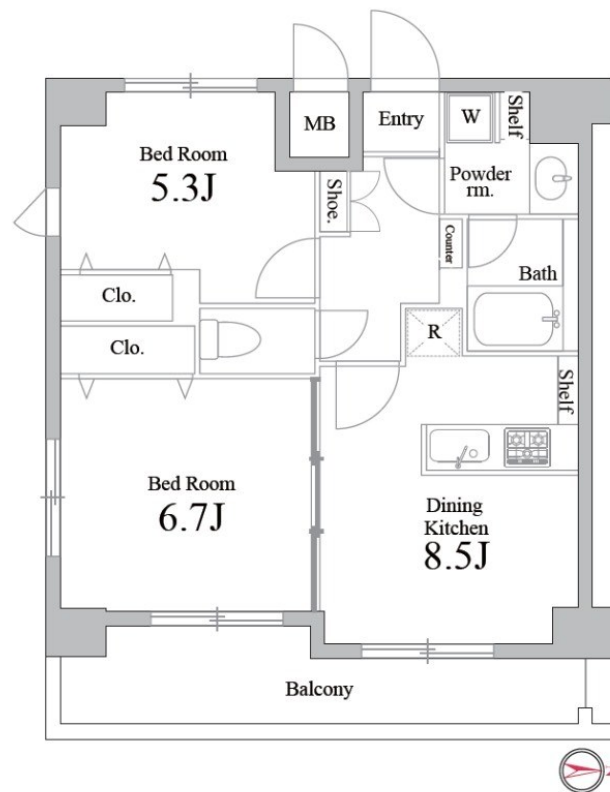 MB
Entry
W
Shelf
Bed Room
5.3J
Shoe.
Powder
rm.
Counter
Bath
Clo.
Clo.
R
Shelf
Bed Room
6.7J
Dining
Kitchen
8.5J
Balcony